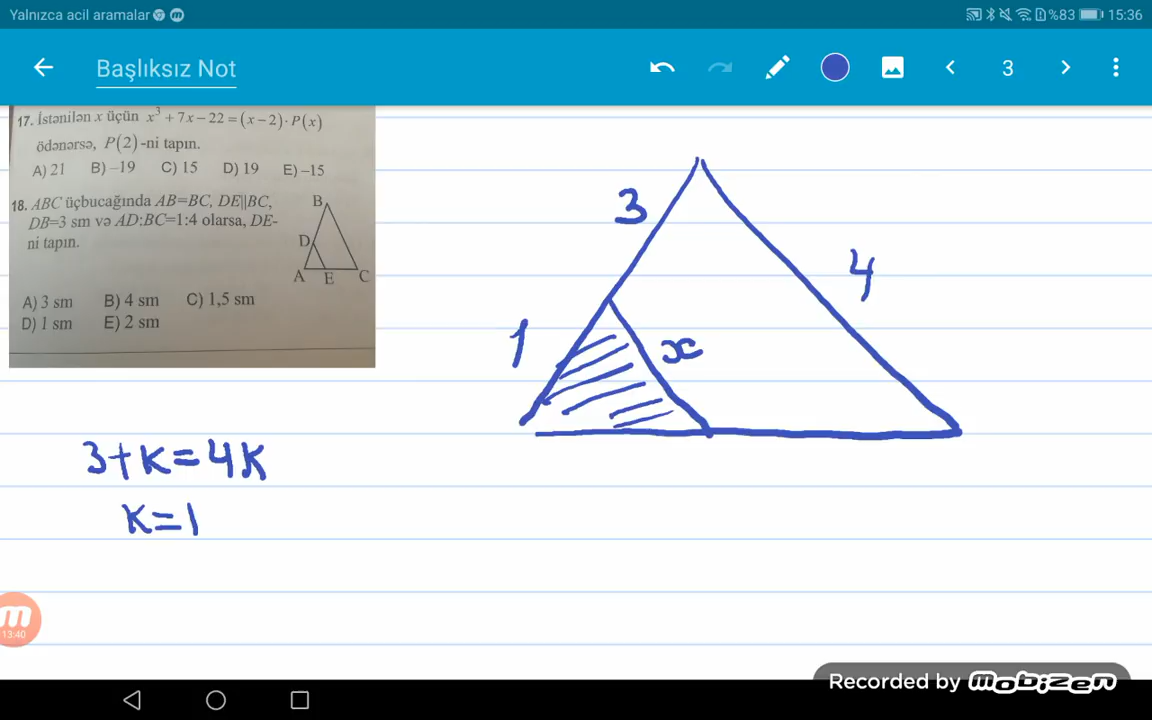 Yalnızca acil aramalar
%83 15:36
Başlıksız Not
3
17. İstənilən x üçün x³ + 7x − 22 = (x − 2) · P(x)
ödənərsə, P(2)-ni tapın.
A) 21 B) −19 C) 15 D) 19 E) −15
18. ABC üçbucağında AB=BC, DE||BC,
DB=3 sm və AD:BC=1:4 olarsa, DE-
ni tapın.
B
D
A E C
A) 3 sm B) 4 sm C) 1,5 sm
D) 1 sm E) 2 sm
3
4
1
x
3+k=4k
k=1
13:40
Recorded by mobizen